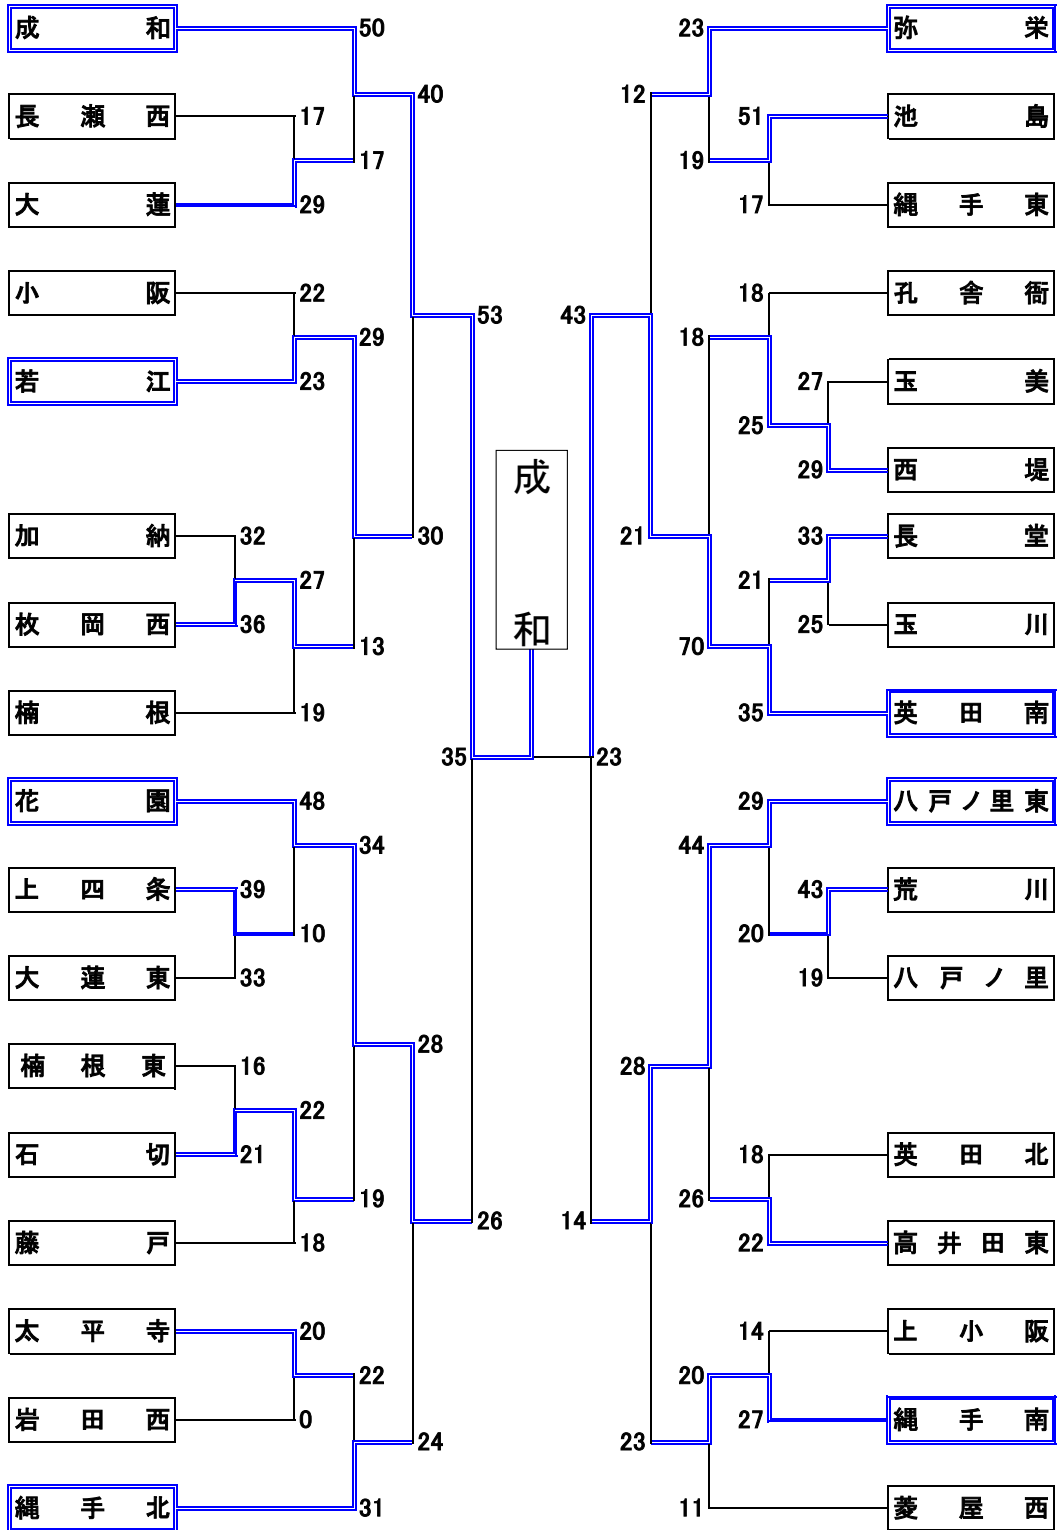 成和 50 23 弥栄
40 12
長瀬西 17 51 池島
17 19
大蓮 29 17 縄手東
小阪 22 18 孔舎衙
53 43
29 18
若江 23 27 玉美
25
成和
29 西堤
加納 32 33 長堂
30 21
27 21
枚岡西 36 25 玉川
13 70
楠根 19 35 英田南
35 23
花園 48 29 八戸ノ里東
34 44
上四条 39 43 荒川
10 20
大蓮東 33 19 八戸ノ里
28
楠根東 16 28
22
石切 21 18 英田北
19 26
26 14
藤戸 18 22 高井田東
太平寺 20 14 上小阪
22 20
岩田西 0 27 縄手南
24 23
縄手北 31 11 菱屋西